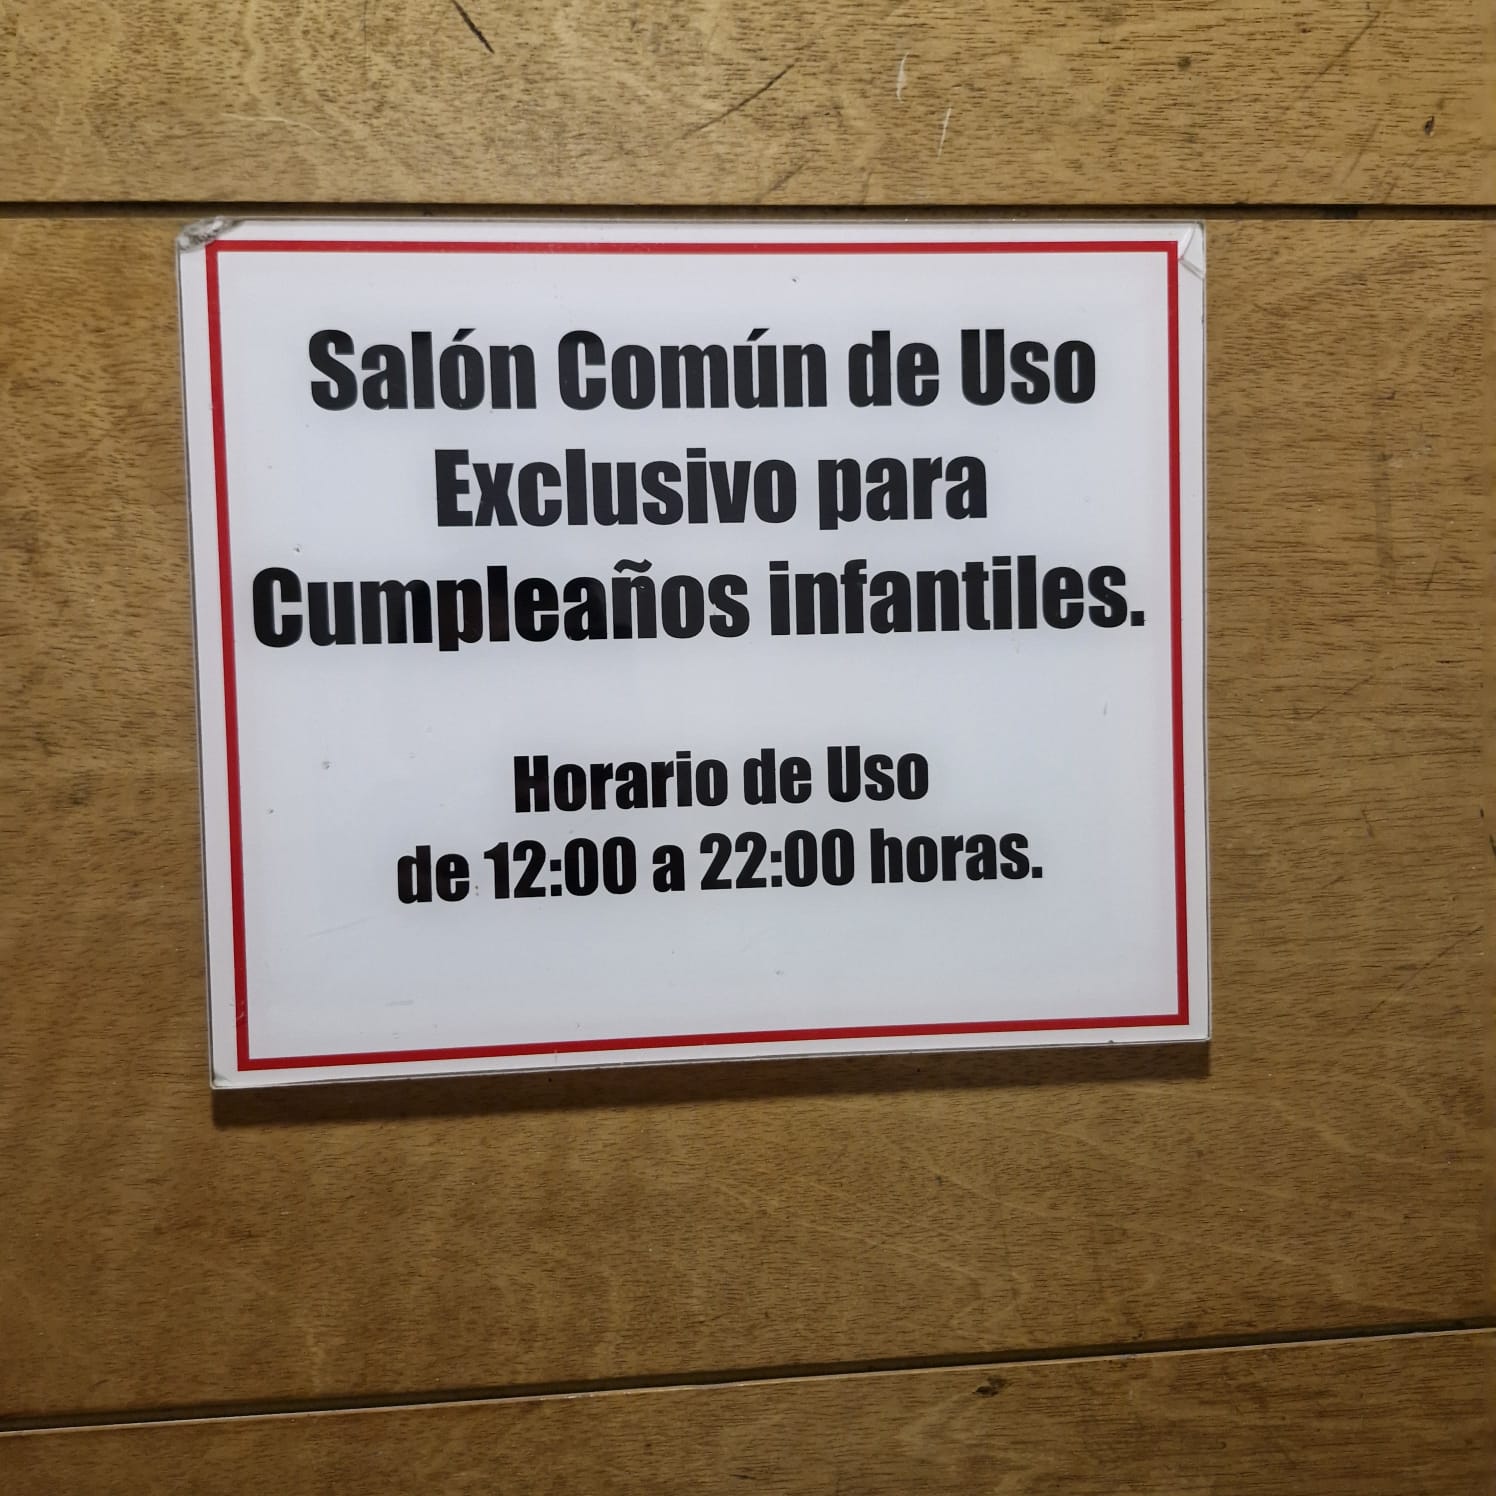 Salón Común de Uso
Exclusivo para
Cumpleaños infantiles.
Horario de Uso
de 12:00 a 22:00 horas.